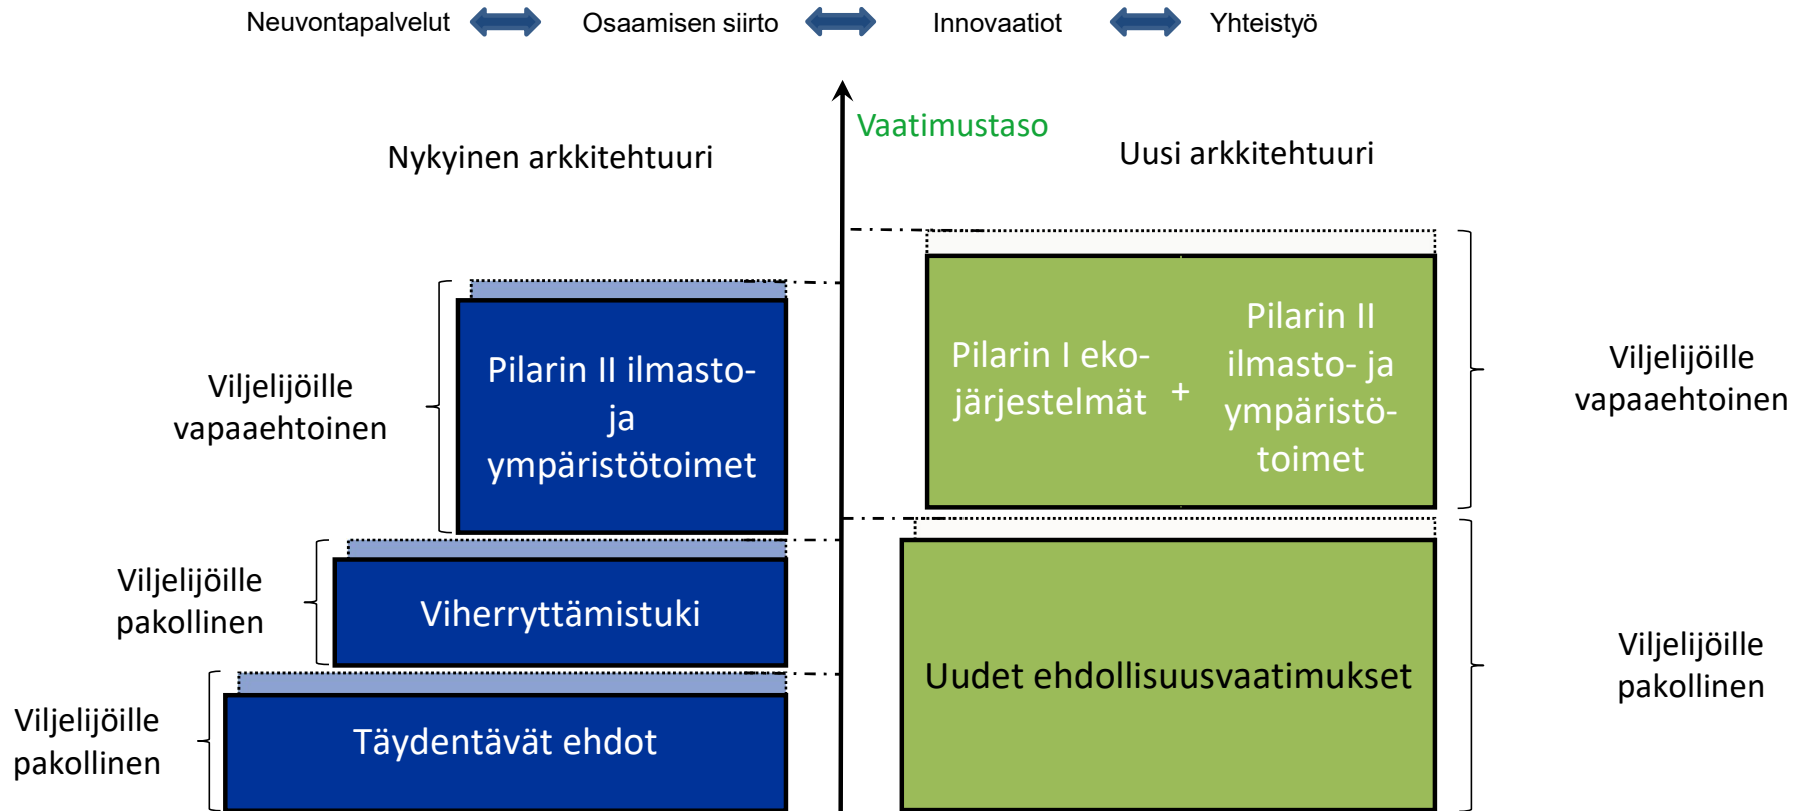 Neuvontapalvelut Osaamisen siirto Innovaatiot Yhteistyö
Vaatimustaso
Nykyinen arkkitehtuuri
Uusi arkkitehtuuri
Viljelijöille
vapaaehtoinen
Pilarin II ilmasto-
ja
ympäristötoimet
Viljelijöille
pakollinen
Viherryttämistuki
Viljelijöille
pakollinen
Täydentävät ehdot
Pilarin I eko-
järjestelmät
+
Pilarin II
ilmasto- ja
ympäristö-
toimet
Viljelijöille
vapaaehtoinen
Uudet ehdollisuusvaatimukset
Viljelijöille
pakollinen